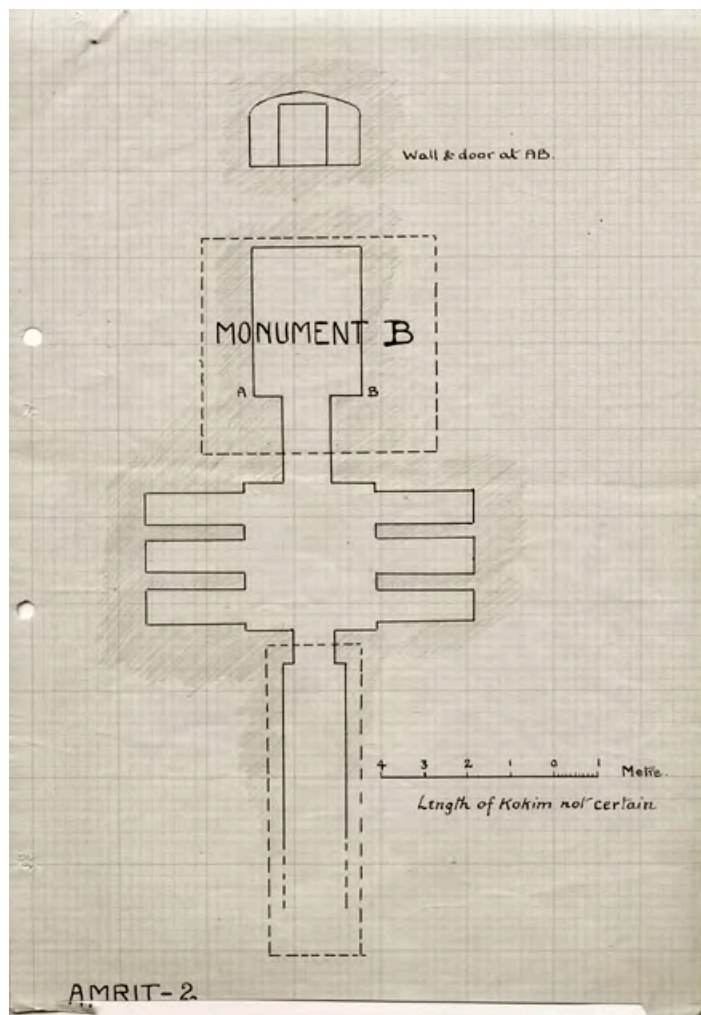 Wall & door at AB.
MONUMENT B
A B
4 3 2 1 0 1 Metre.
Length of Kokim not certain
AMRIT-2